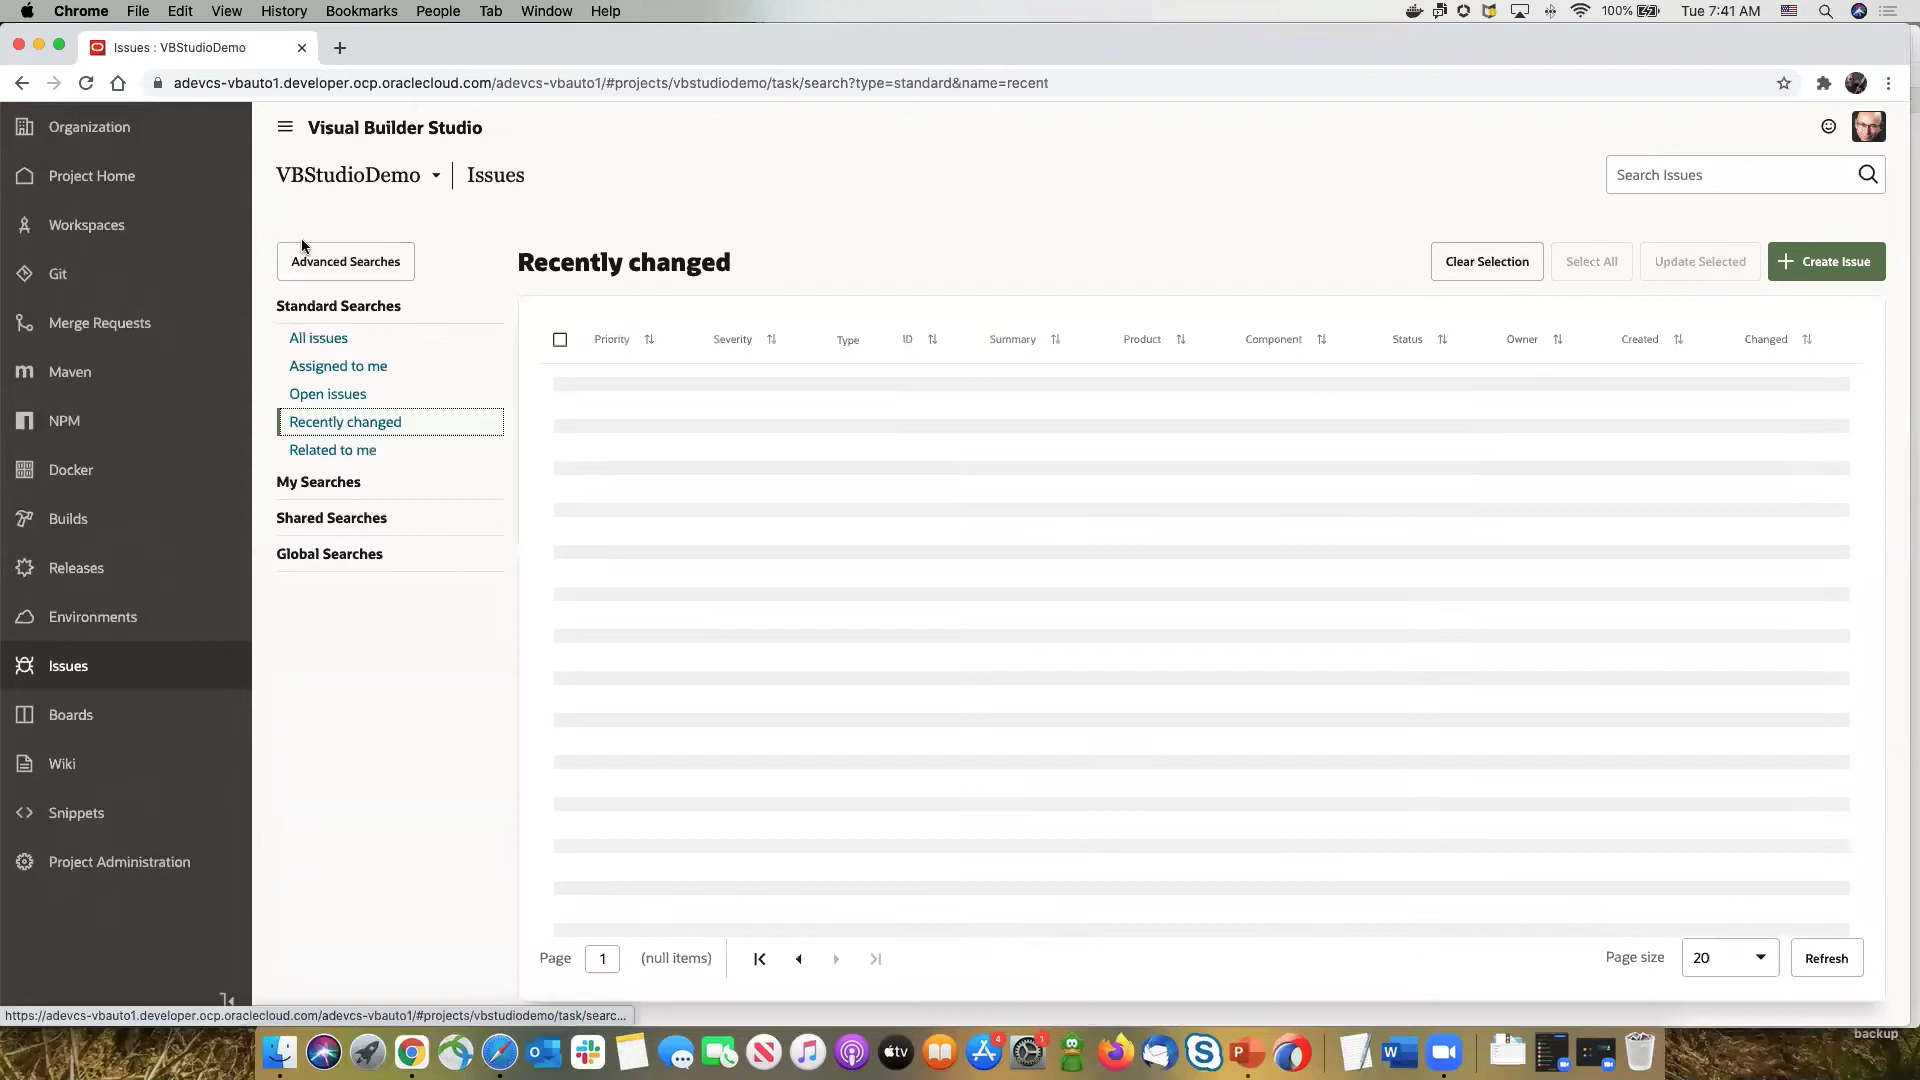 Chrome File Edit View History Bookmarks People Tab Window Help
100% Tue 7:41 AM
Issues : VBStudioDemo
adevcs-vbauto1.developer.ocp.oraclecloud.com/adevcs-vbauto1/#projects/vbstudiodemo/task/search?type=standard&name=recent
Organization
Project Home
Workspaces
Git
Merge Requests
Maven
NPM
Docker
Builds
Releases
Environments
Issues
Boards
Wiki
Snippets
Project Administration
Visual Builder Studio
VBStudioDemo Issues
Search Issues
Advanced Searches
Standard Searches
All issues
Assigned to me
Open issues
Recently changed
Related to me
My Searches
Shared Searches
Global Searches
Recently changed
Clear Selection Select All Update Selected Create Issue
Priority Severity Type ID Summary Product Component Status Owner Created Changed
Page 1 (null items)
Page size 20 Refresh
https://adevcs-vbauto1.developer.ocp.oraclecloud.com/adevcs-vbauto1/#projects/vbstudiodemo/task/searc...
backup
tv
4
1